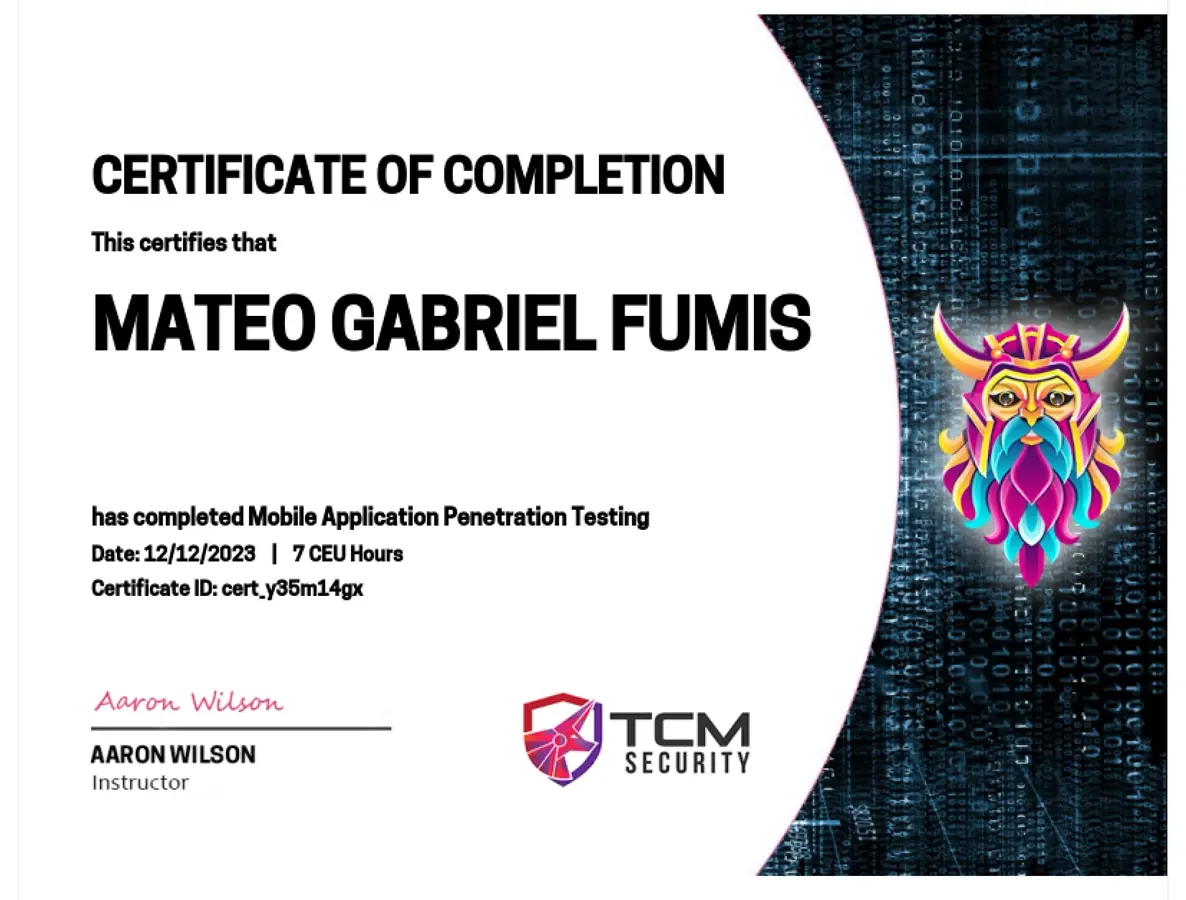 CERTIFICATE OF COMPLETION
This certifies that
MATEO GABRIEL FUMIS
has completed Mobile Application Penetration Testing
Date: 12/12/2023 | 7 CEU Hours
Certificate ID: cert_y35m14gx
Aaron Wilson
AARON WILSON
Instructor
TCM
SECURITY